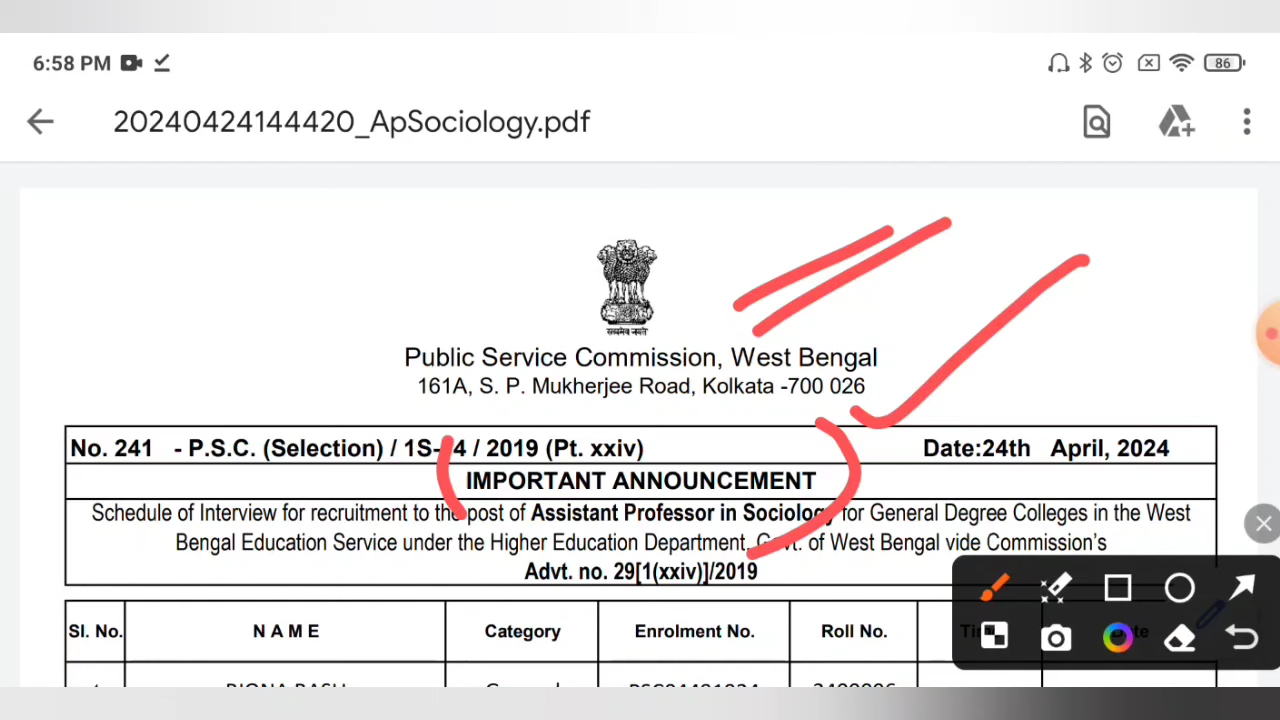 6:58 PM
86
20240424144420_ApSociology.pdf
सत्यमेव जयते
Public Service Commission, West Bengal
161A, S. P. Mukherjee Road, Kolkata -700 026
No. 241 - P.S.C. (Selection) / 1S- 4 / 2019 (Pt. xxiv) Date:24th April, 2024
IMPORTANT ANNOUNCEMENT
Schedule of Interview for recruitment to the post of Assistant Professor in Sociology for General Degree Colleges in the West
Bengal Education Service under the Higher Education Department, Govt. of West Bengal vide Commission's
Advt. no. 29[1(xxiv)]/2019
Sl. No. N A M E Category Enrolment No. Roll No.